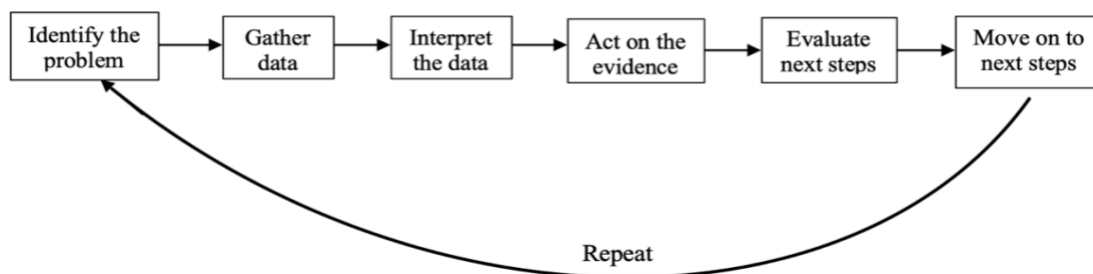 Identify the
problem
Gather
data
Interpret
the data
Act on the
evidence
Evaluate
next steps
Move on to
next steps
Repeat